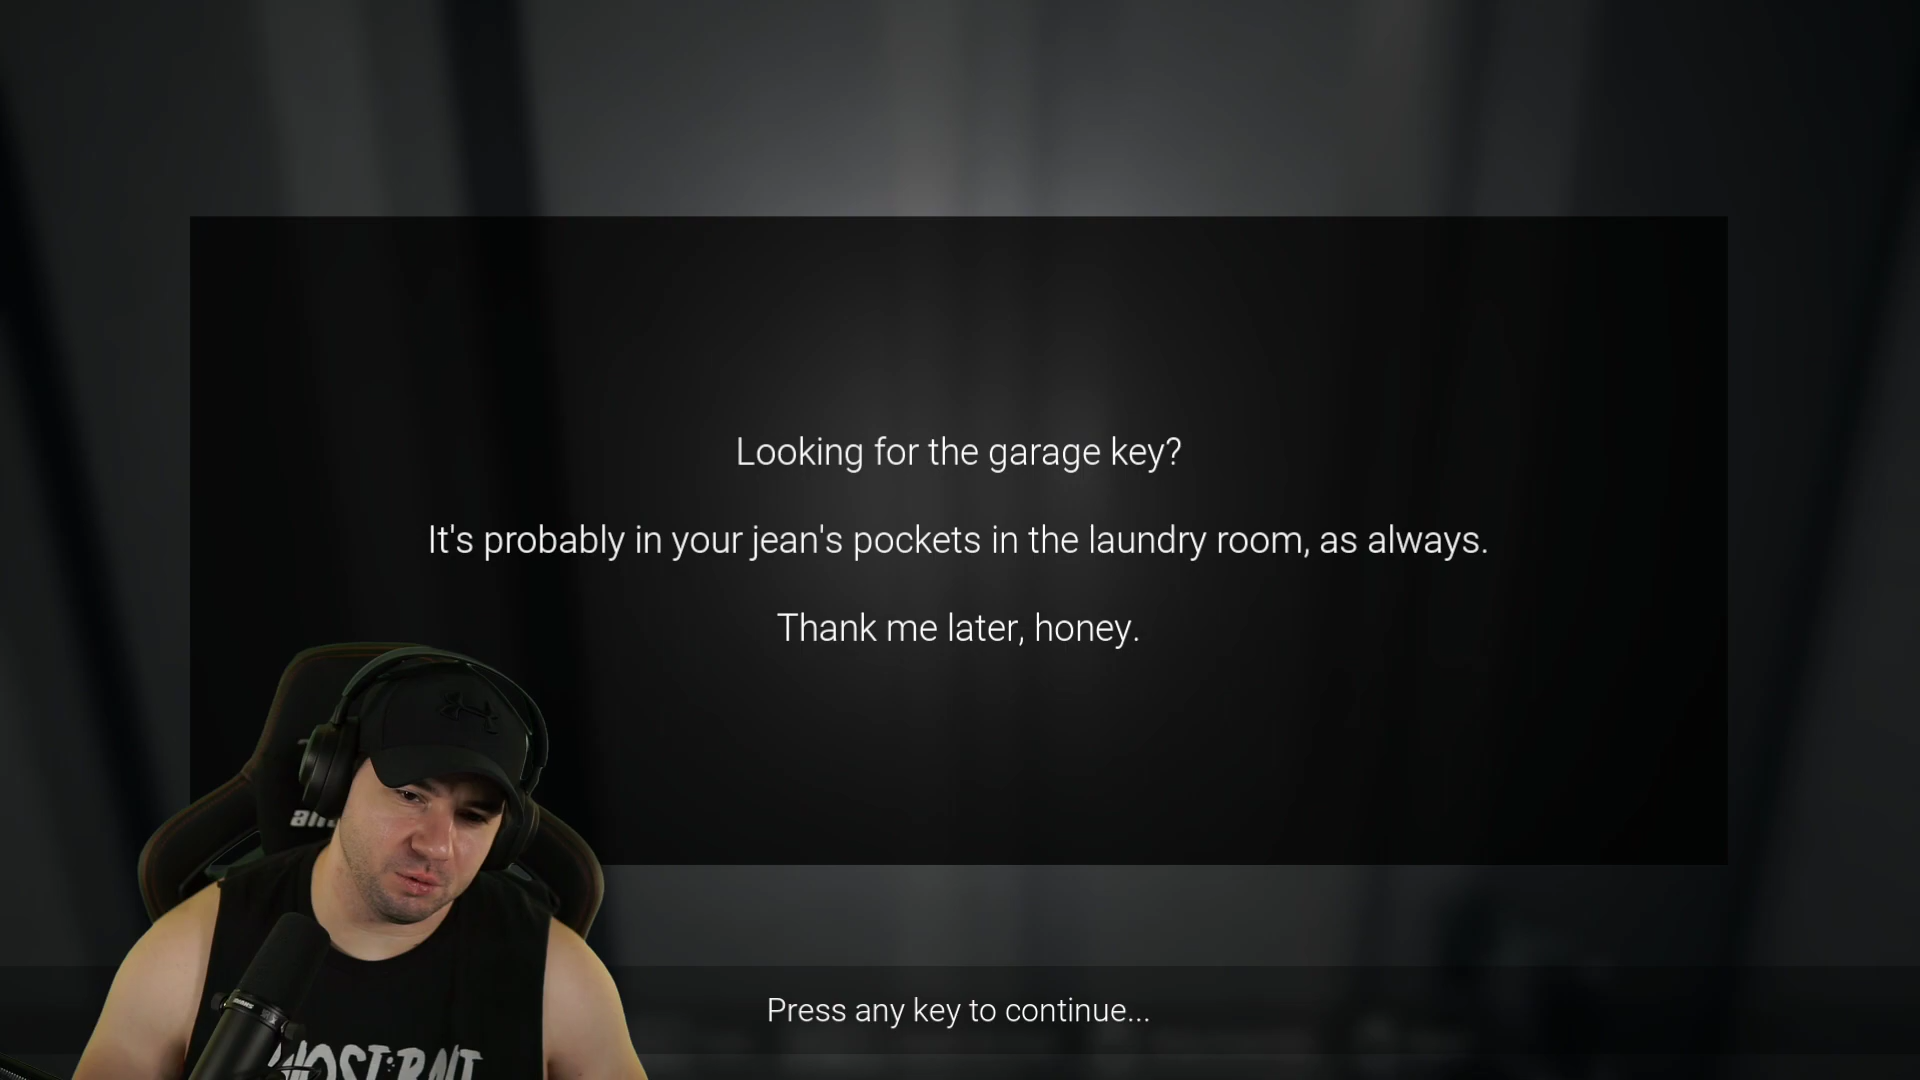 Looking for the garage key?
It's probably in your jean's pockets in the laundry room, as always.
Thank me later, honey.
Press any key to continue...